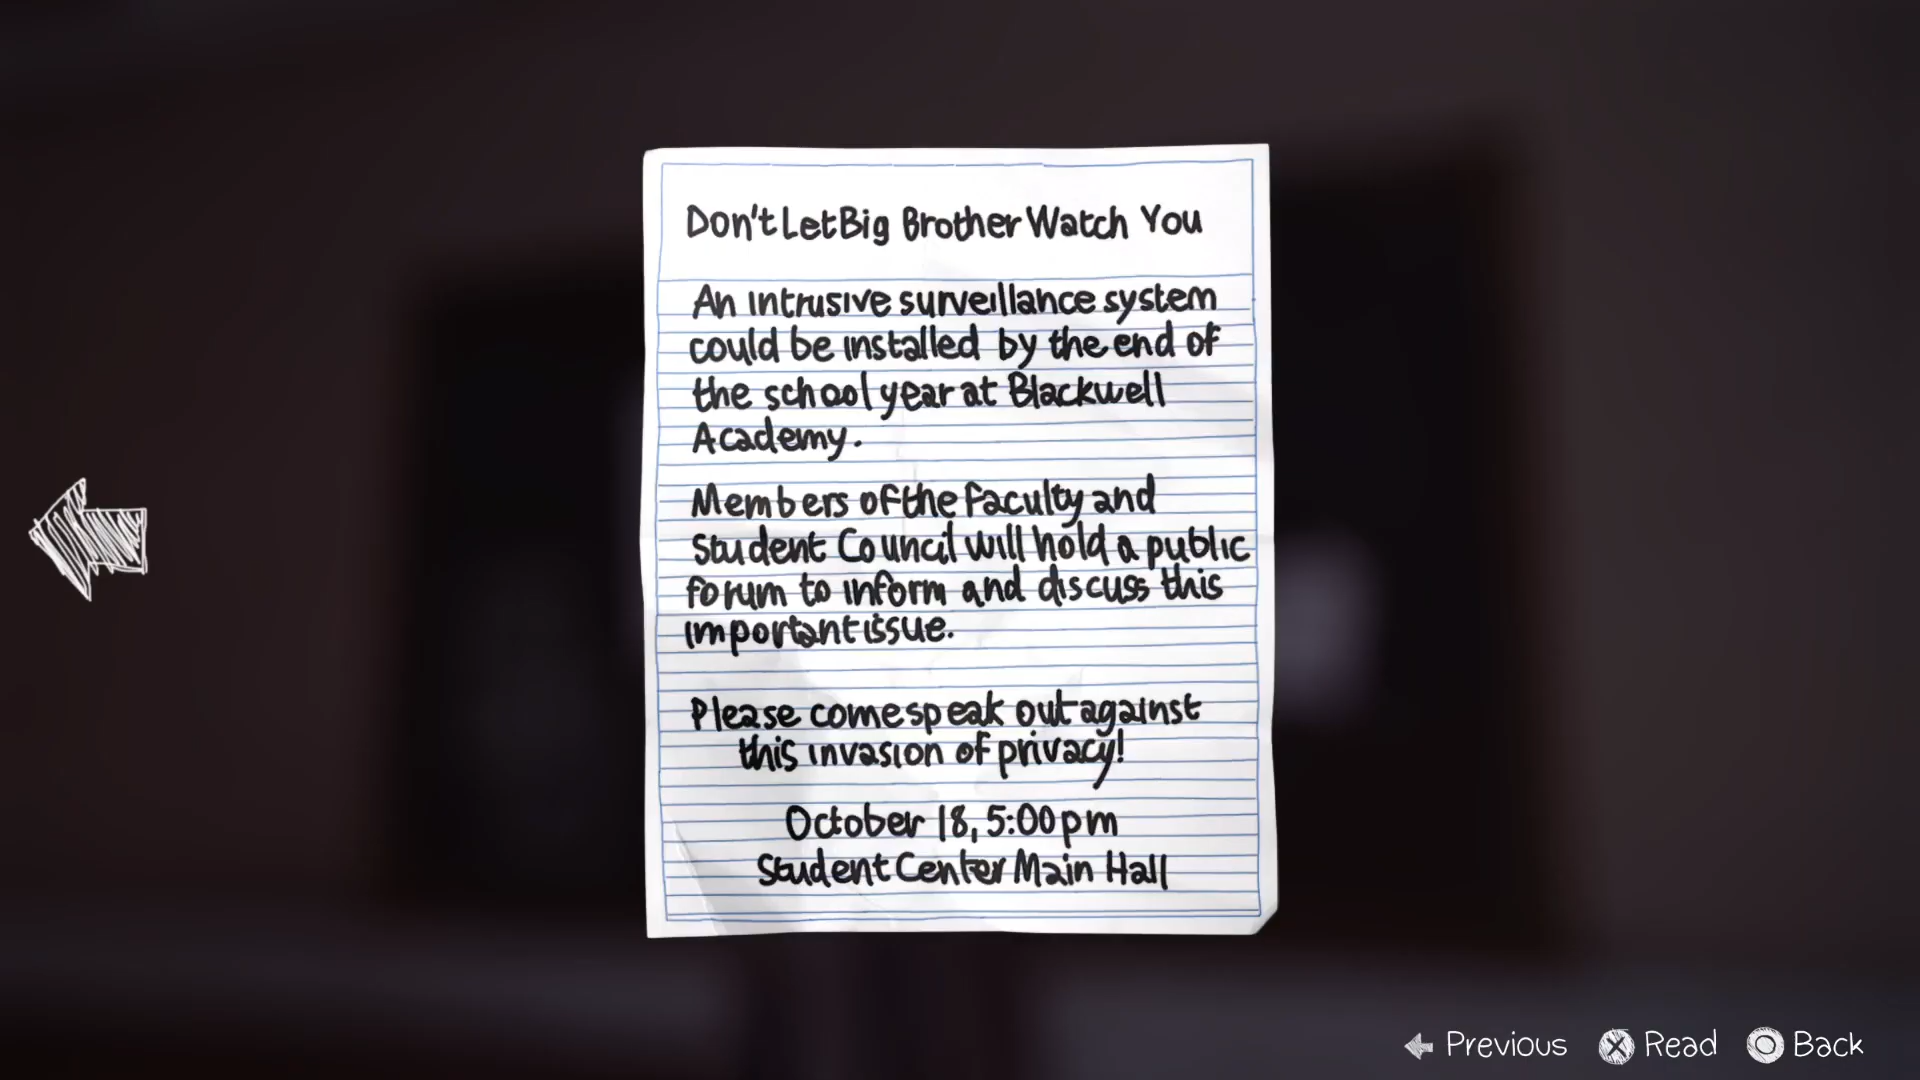 Don't Let Big Brother Watch You
An intrusive surveillance system
could be installed by the end of
the school year at Blackwell
Academy.
Members of the Faculty and
Student Council will hold a public
forum to inform and discuss this
important issue.
Please come speak out against
this invasion of privacy!
October 18, 5:00pm
Student Center Main Hall
Previous Read Back